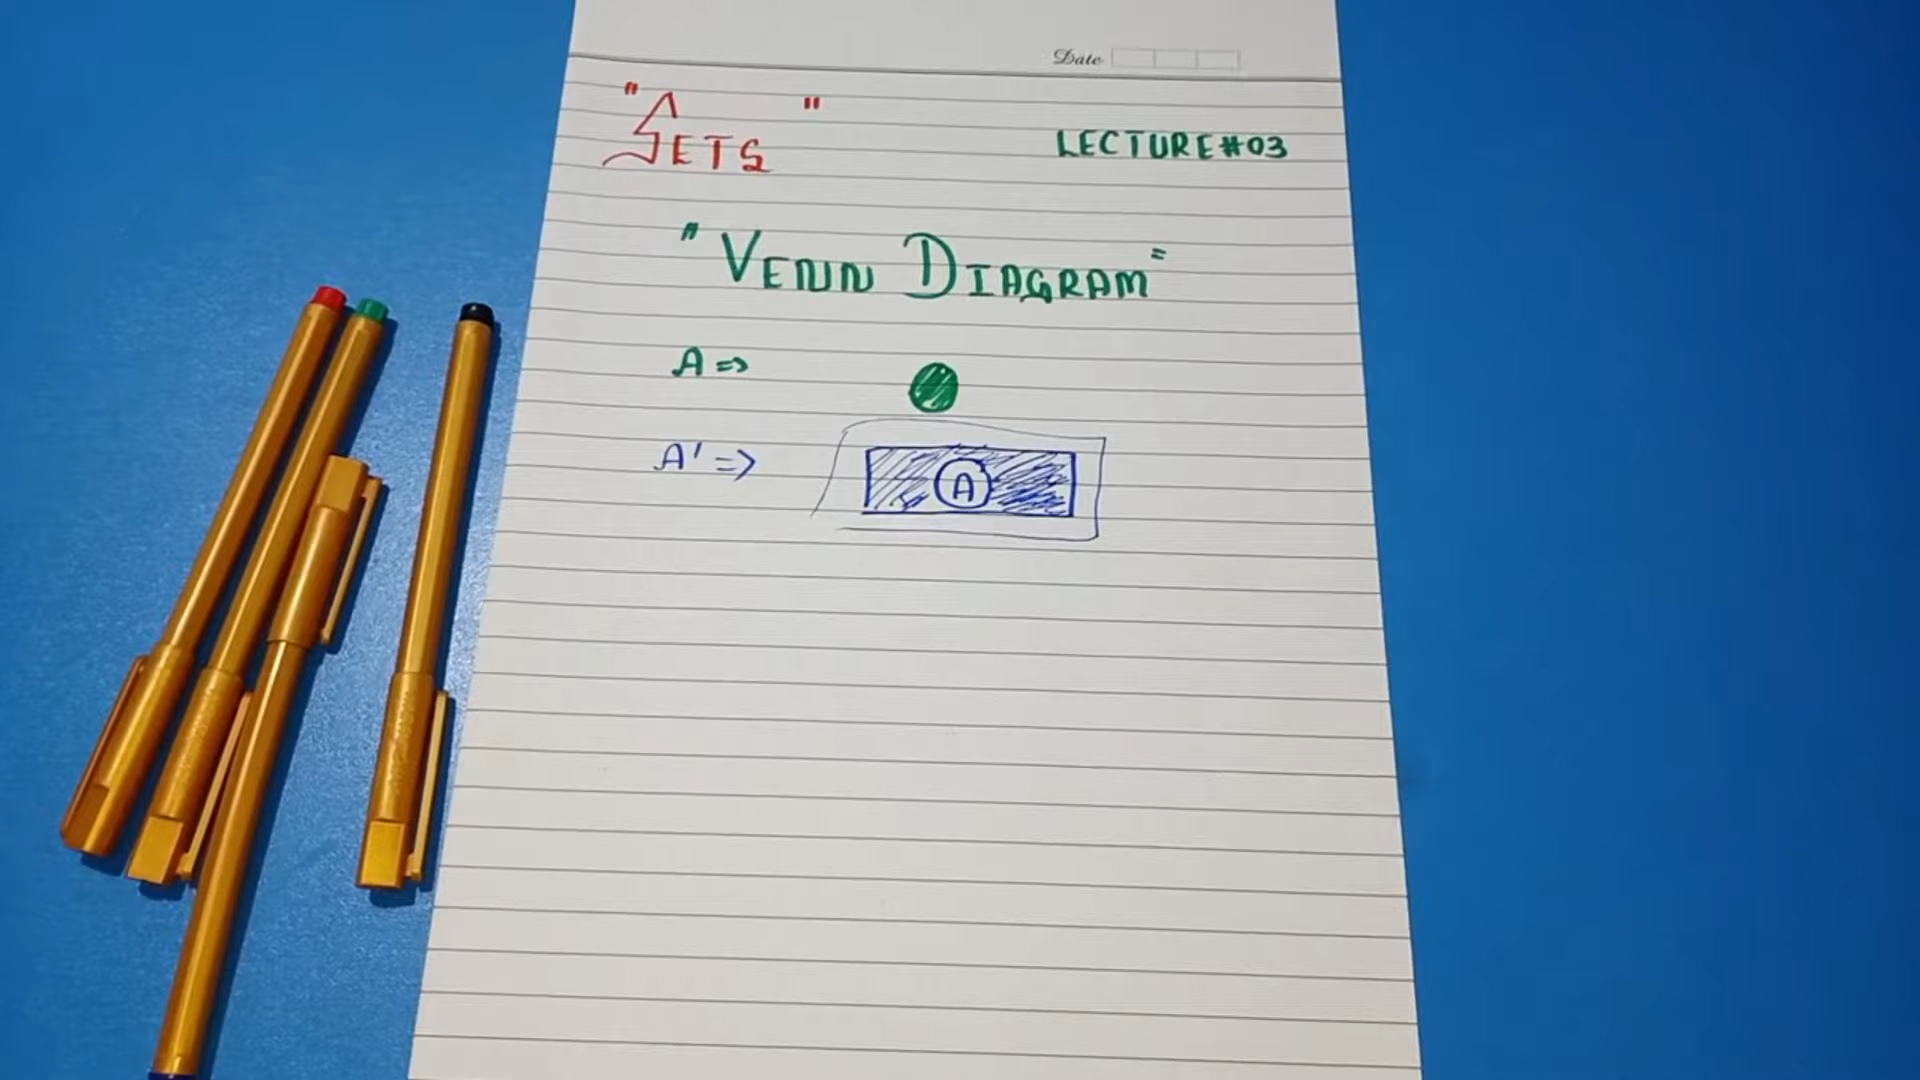 Date
"SETS"
LECTURE#03
"VENN DIAGRAM"
A =>
A' =>
A